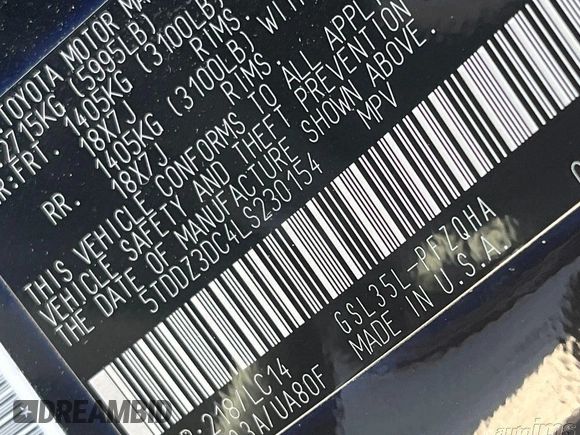 TOYOTA MOTOR
2715KG (5995LB)
FRT. 1405KG (3100LB)
18X7J RIMS,
RR. 1405KG (3100LB)
18X7J RIMS,
THIS VEHICLE CONFORMS TO ALL
VEHICLE SAFETY AND THEFT PREVENTION
THE DATE OF MANUFACTURE SHOWN ABOVE.
5TDDZ3DC4LS230154 MPV
218/LC14 GSL35L-PFZQHA
/UA80F MADE IN U.S.A.
DREAMBID